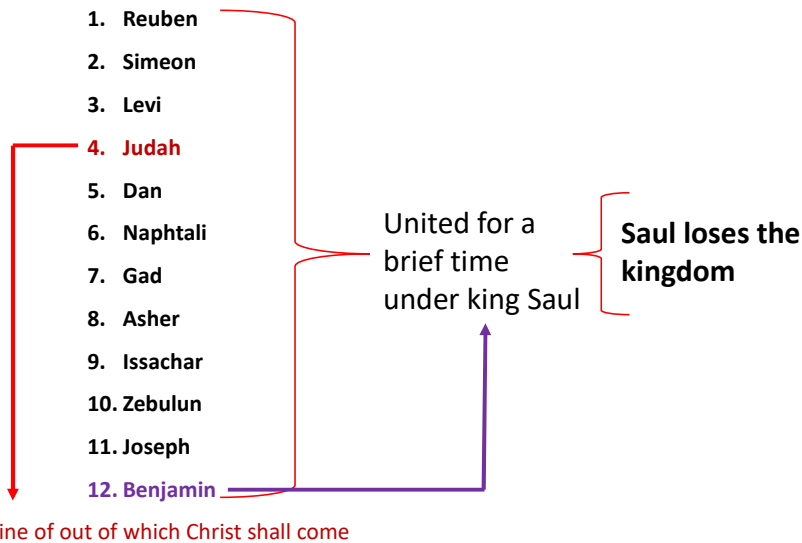 1. Reuben
2. Simeon
3. Levi
4. Judah
5. Dan
6. Naphtali
7. Gad
8. Asher
9. Issachar
10. Zebulun
11. Joseph
12. Benjamin
United for a
brief time
under king Saul
Saul loses the
kingdom
ine of out of which Christ shall come